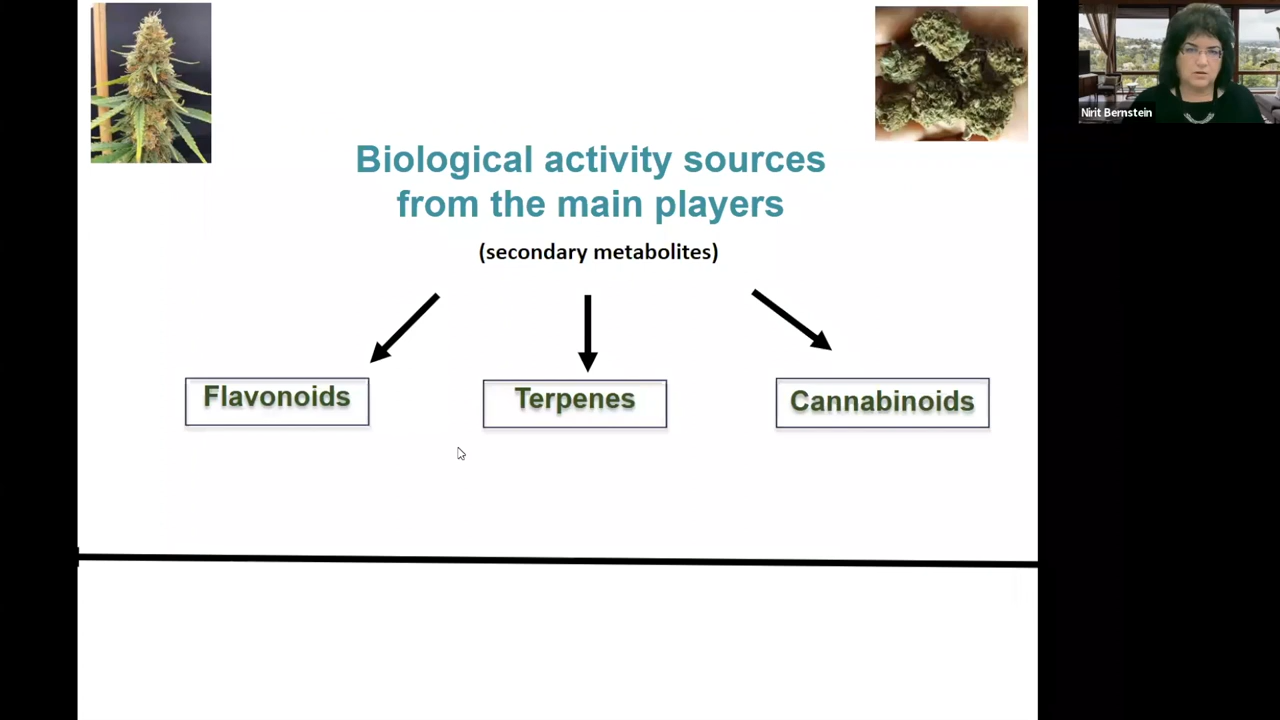 Nirit Bernstein
Biological activity sources
from the main players
(secondary metabolites)
Flavonoids
Terpenes
Cannabinoids